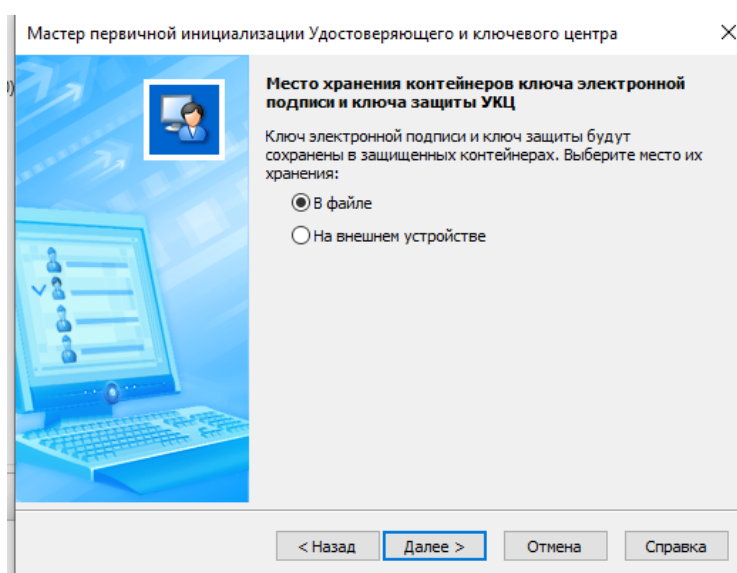 Мастер первичной инициализации Удостоверяющего и ключевого центра
Место хранения контейнеров ключа электронной
подписи и ключа защиты УКЦ
Ключ электронной подписи и ключ защиты будут
сохранены в защищенных контейнерах. Выберите место их
хранения:
В файле
На внешнем устройстве
< Назад
Далее >
Отмена
Справка